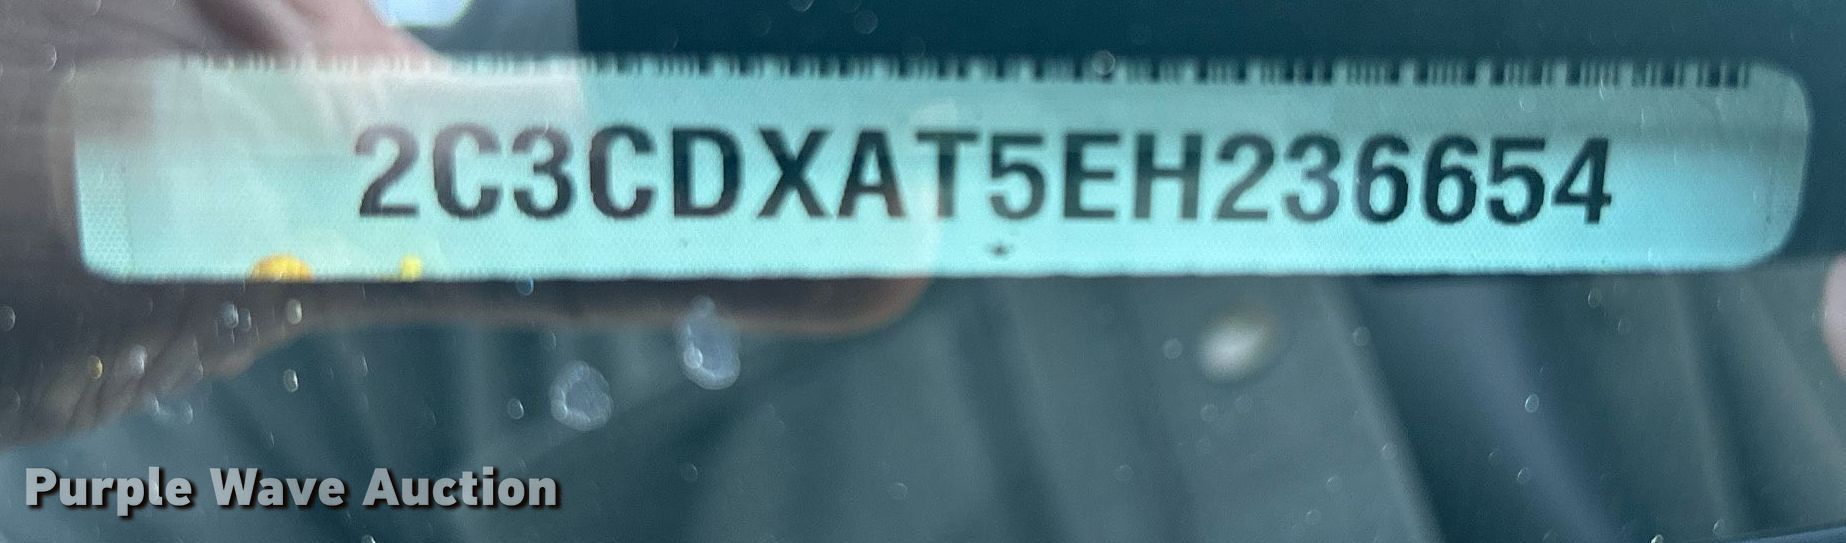 2C3CDXAT5EH236654
Purple Wave Auction